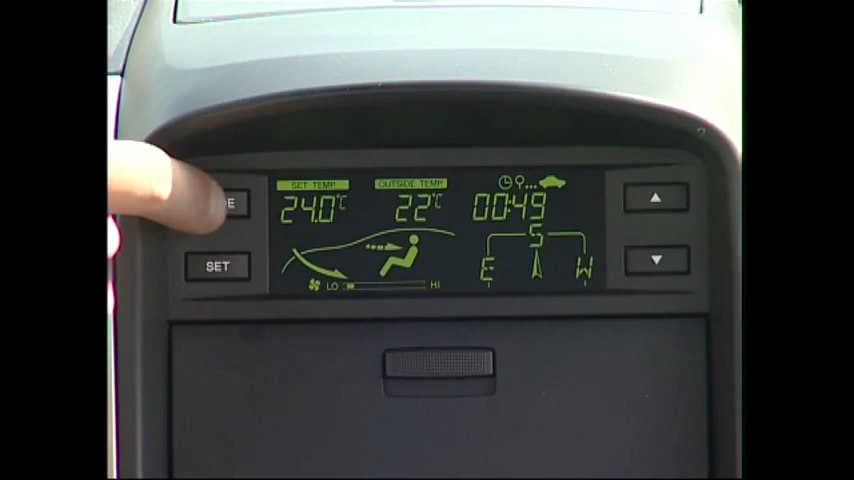 SET TEMP OUTSIDE TEMP
24.0°C 22°C 00:49
S
E W
LO HI
SET